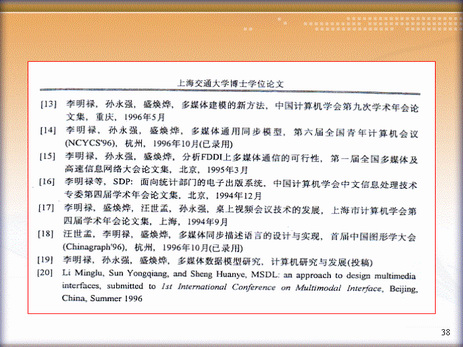 上海交通大学博士学位论文
[13] 李明禄，孙永强，盛焕烨，多媒体建模的新方法，中国计算机学会第九次学术年会论
文集，重庆，1996年5月
[14] 李明禄，孙永强，盛焕烨，多媒体通用同步模型，第六届全国青年计算机会议
(NCYCS'96)，杭州，1996年10月(已录用)
[15] 李明禄，孙永强，盛焕烨，分析FDDI上多媒体通信的可行性，第一届全国多媒体及
高速信息网络大会论文集，北京，1995年3月
[16] 李明禄等，SDP：面向统计部门的电子出版系统，中国计算机学会中文信息处理技术
专委第四届学术年会论文集，北京，1994年12月
[17] 李明禄，盛焕烨，汪世孟，孙永强，桌上视频会议技术的发展，上海市计算机学会第
四届学术年会论文集，上海，1994年9月
[18] 汪世孟，李明禄，盛焕烨，多媒体同步描述语言的设计与实现，首届中国图形学大会
(Chinagraph'96)，杭州，1996年10月(已录用)
[19] 李明禄，孙永强，盛焕烨，多媒体数据模型研究，计算机研究与发展(投稿)
[20] Li Minglu, Sun Yongqiang, and Sheng Huanye, MSDL: an approach to design multimedia
interfaces, submitted to 1st International Conference on Multimodal Interface, Beijing,
China, Summer 1996
38